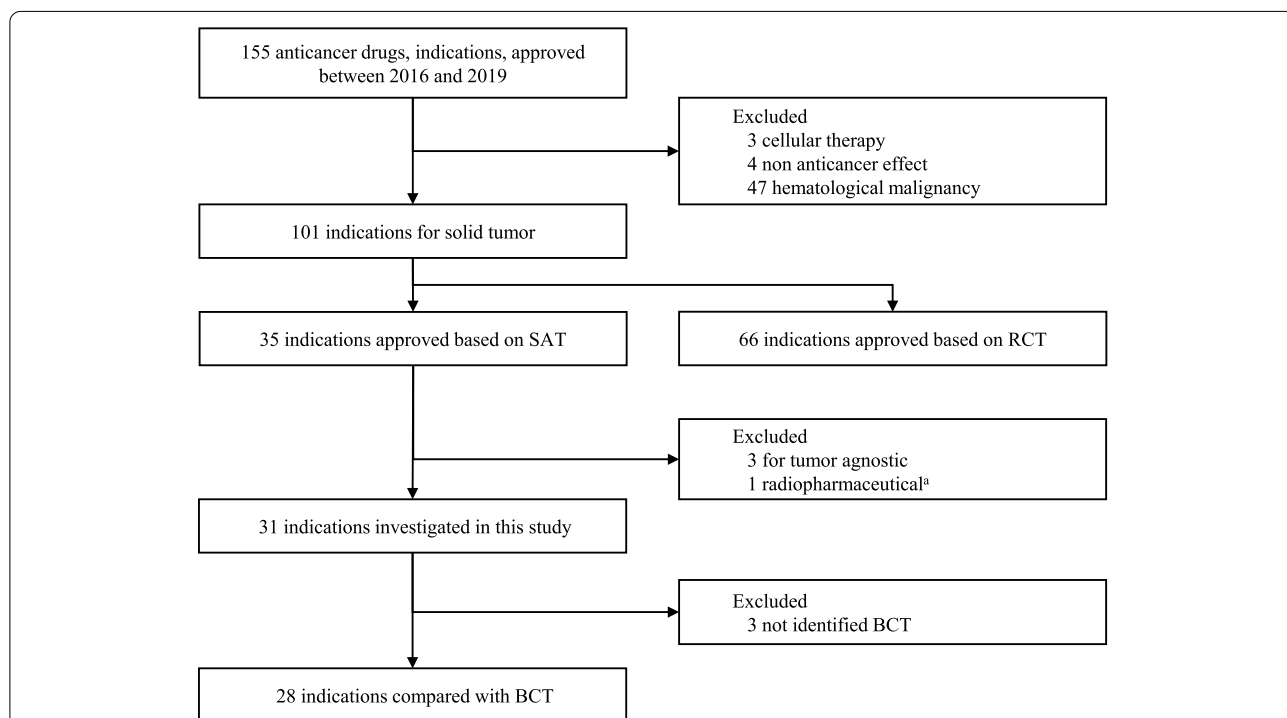 155 anticancer drugs, indications, approved
between 2016 and 2019
Excluded
3 cellular therapy
4 non anticancer effect
47 hematological malignancy
101 indications for solid tumor
35 indications approved based on SAT
66 indications approved based on RCT
Excluded
3 for tumor agnostic
1 radiopharmaceuticalᵃ
31 indications investigated in this study
Excluded
3 not identified BCT
28 indications compared with BCT